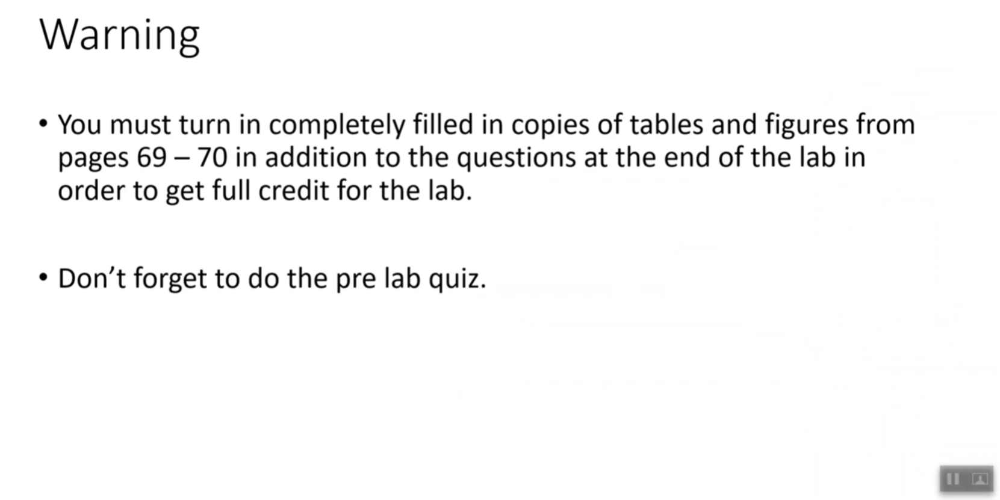 Warning
• You must turn in completely filled in copies of tables and figures from
pages 69 – 70 in addition to the questions at the end of the lab in
order to get full credit for the lab.
• Don’t forget to do the pre lab quiz.